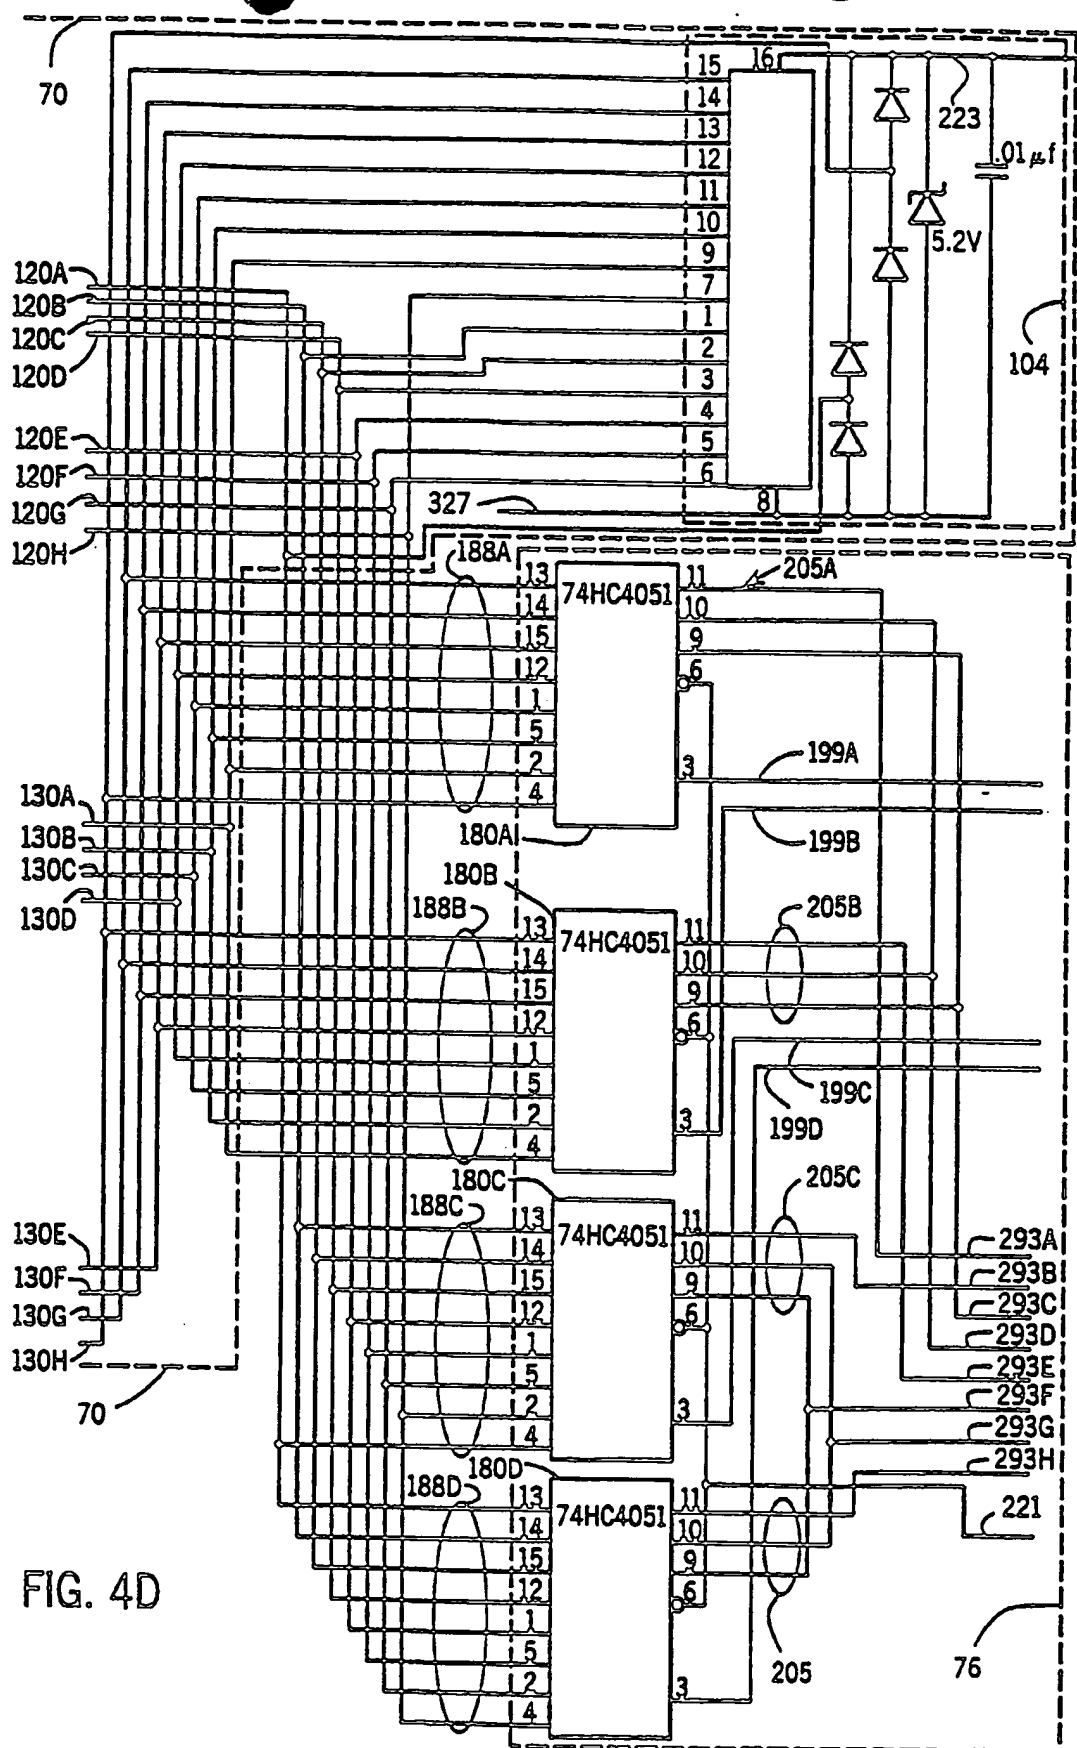 70
15
16
14
13
12
11
10
9
7
1
2
3
4
5
6
8
223
.01 μf
5.2V
104
120A
120B
120C
120D
120E
120F
120G
120H
327
188A
13
14
15
12
1
5
2
4
74HC4051
11
10
9
6
3
205A
199A
199B
180A
130A
130B
130C
130D
180B
188B
13
14
15
12
1
5
2
4
74HC4051
11
10
9
6
3
205B
199C
199D
180C
188C
13
14
15
12
1
5
2
4
74HC4051
11
10
9
6
3
205C
130E
130F
130G
130H
70
293A
293B
293C
293D
293E
293F
293G
293H
221
180D
188D
13
14
15
12
1
5
2
4
74HC4051
11
10
9
6
3
205
76
FIG. 4D